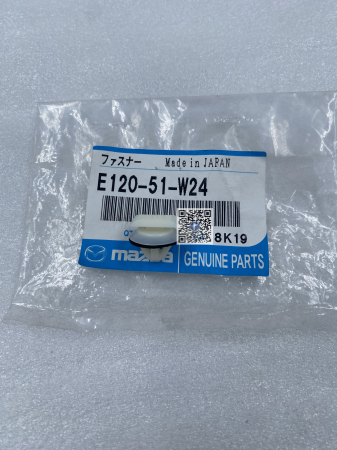 ファスナー Made in JAPAN
E120-51-W24
8K19
mazda GENUINE PARTS